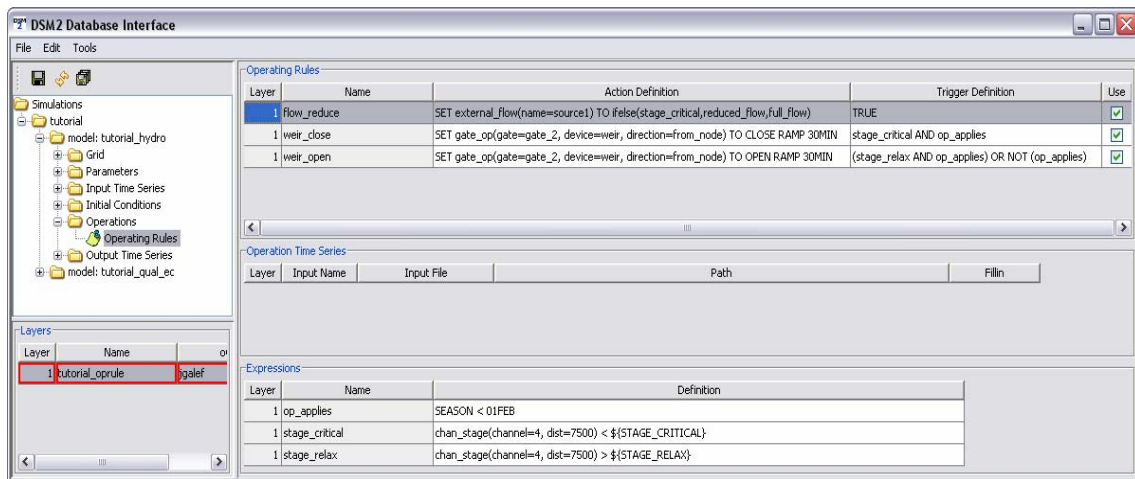 DSM2 Database Interface
File Edit Tools
Simulations
tutorial
model: tutorial_hydro
Grid
Parameters
Input Time Series
Initial Conditions
Operations
Operating Rules
Output Time Series
model: tutorial_qual_ec
Layers
Layer Name
1 tutorial_oprule
Operating Rules
Layer Name Action Definition Trigger Definition Use
1 flow_reduce SET external_flow(name=source1) TO ifelse(stage_critical,reduced_flow,full_flow) TRUE
1 weir_close SET gate_op(gate=gate_2, device=weir, direction=from_node) TO CLOSE RAMP 30MIN stage_critical AND op_applies
1 weir_open SET gate_op(gate=gate_2, device=weir, direction=from_node) TO OPEN RAMP 30MIN (stage_relax AND op_applies) OR NOT (op_applies)
Operation Time Series
Layer Input Name Input File Path Fillin
Expressions
Layer Name Definition
1 op_applies SEASON < 01FEB
1 stage_critical chan_stage(channel=4, dist=7500) < ${STAGE_CRITICAL}
1 stage_relax chan_stage(channel=4, dist=7500) > ${STAGE_RELAX}